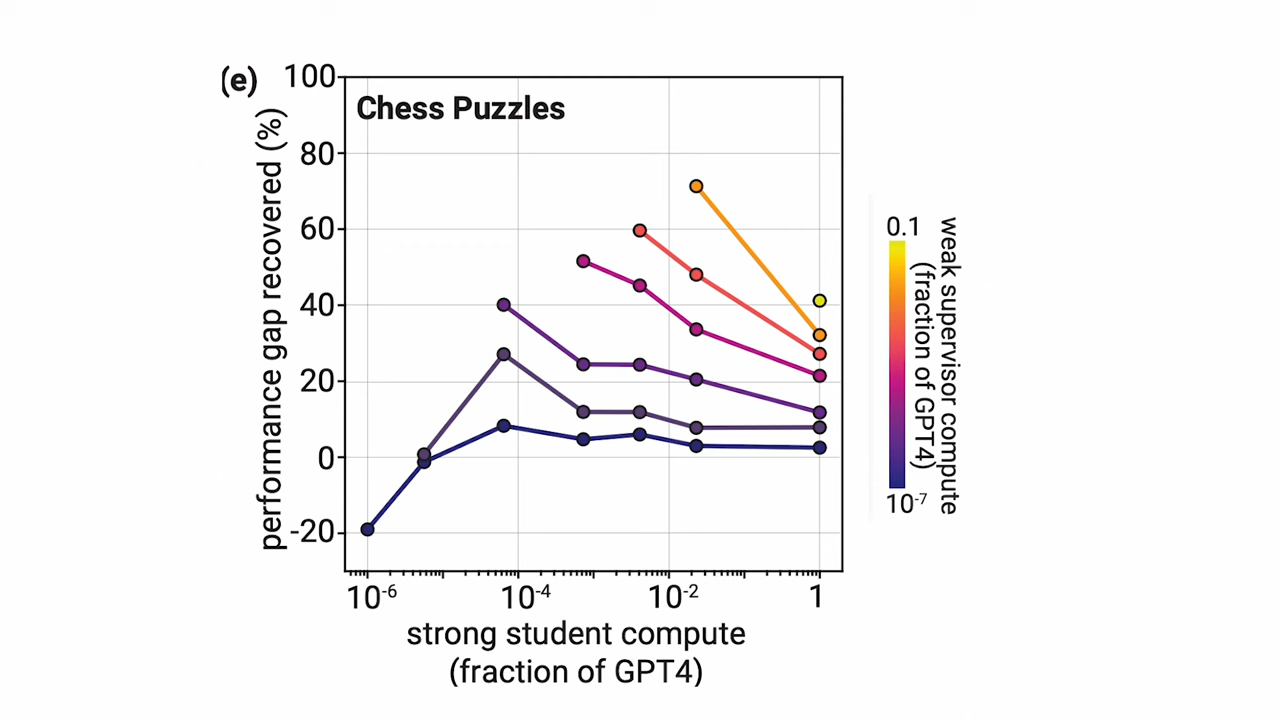 (e)
Chess Puzzles
performance gap recovered (%)
100
80
60
40
20
0
-20
10-6
10-4
10-2
1
strong student compute
(fraction of GPT4)
0.1
10-7
weak supervisor compute
(fraction of GPT4)